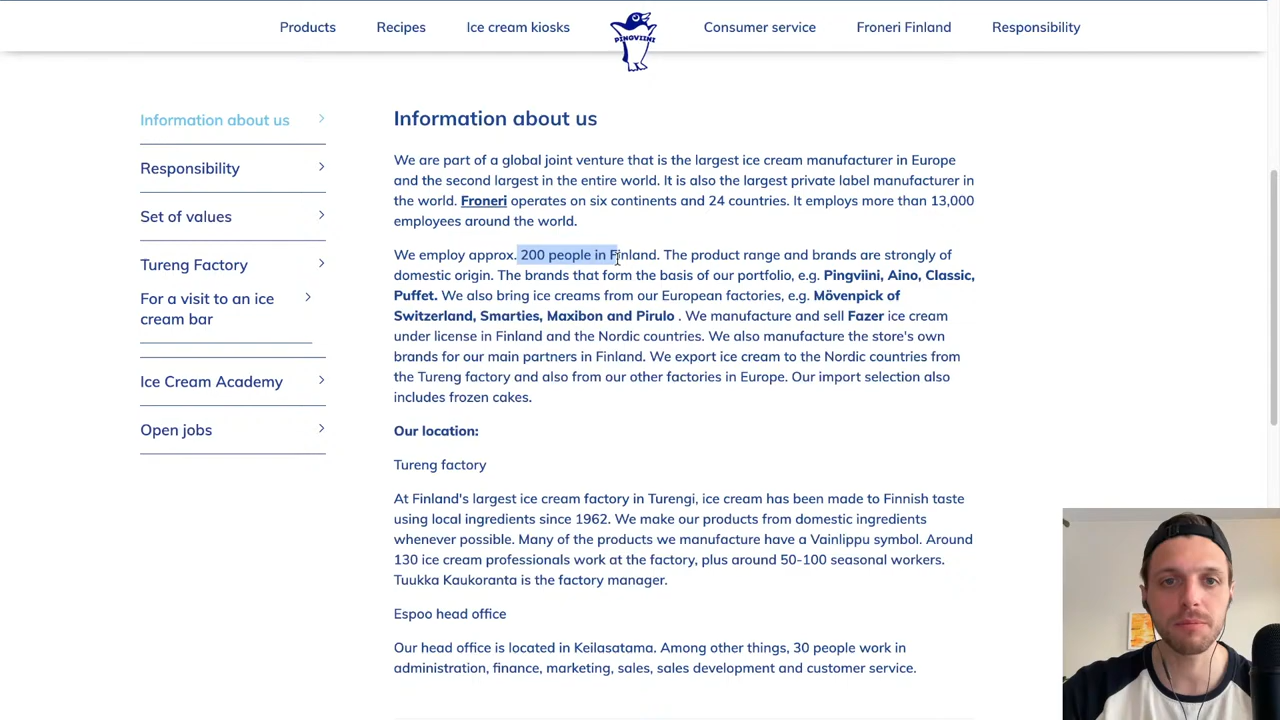 Products Recipes Ice cream kiosks PINGVIINI Consumer service Froneri Finland Responsibility
Information about us
Responsibility
Set of values
Tureng Factory
For a visit to an ice
cream bar
Ice Cream Academy
Open jobs
Information about us
We are part of a global joint venture that is the largest ice cream manufacturer in Europe
and the second largest in the entire world. It is also the largest private label manufacturer in
the world. Froneri operates on six continents and 24 countries. It employs more than 13,000
employees around the world.
We employ approx. 200 people in Finland. The product range and brands are strongly of
domestic origin. The brands that form the basis of our portfolio, e.g. Pingviini, Aino, Classic,
Puffet. We also bring ice creams from our European factories, e.g. Mövenpick of
Switzerland, Smarties, Maxibon and Pirulo . We manufacture and sell Fazer ice cream
under license in Finland and the Nordic countries. We also manufacture the store's own
brands for our main partners in Finland. We export ice cream to the Nordic countries from
the Tureng factory and also from our other factories in Europe. Our import selection also
includes frozen cakes.
Our location:
Tureng factory
At Finland's largest ice cream factory in Turengi, ice cream has been made to Finnish taste
using local ingredients since 1962. We make our products from domestic ingredients
whenever possible. Many of the products we manufacture have a Vainlippu symbol. Around
130 ice cream professionals work at the factory, plus around 50-100 seasonal workers.
Tuukka Kaukoranta is the factory manager.
Espoo head office
Our head office is located in Keilasatama. Among other things, 30 people work in
administration, finance, marketing, sales, sales development and customer service.